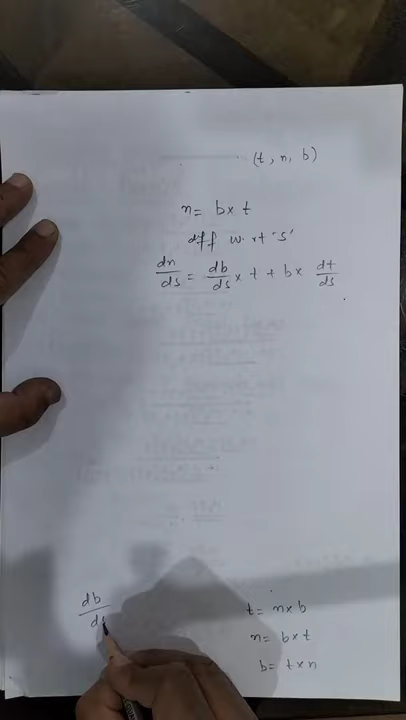 (t, n, b)
n = b × t
diff w.r.t 's'
dn/ds = db/ds × t + b × dt/ds
db/ds
t = n×b
n = b×t
b = t×n